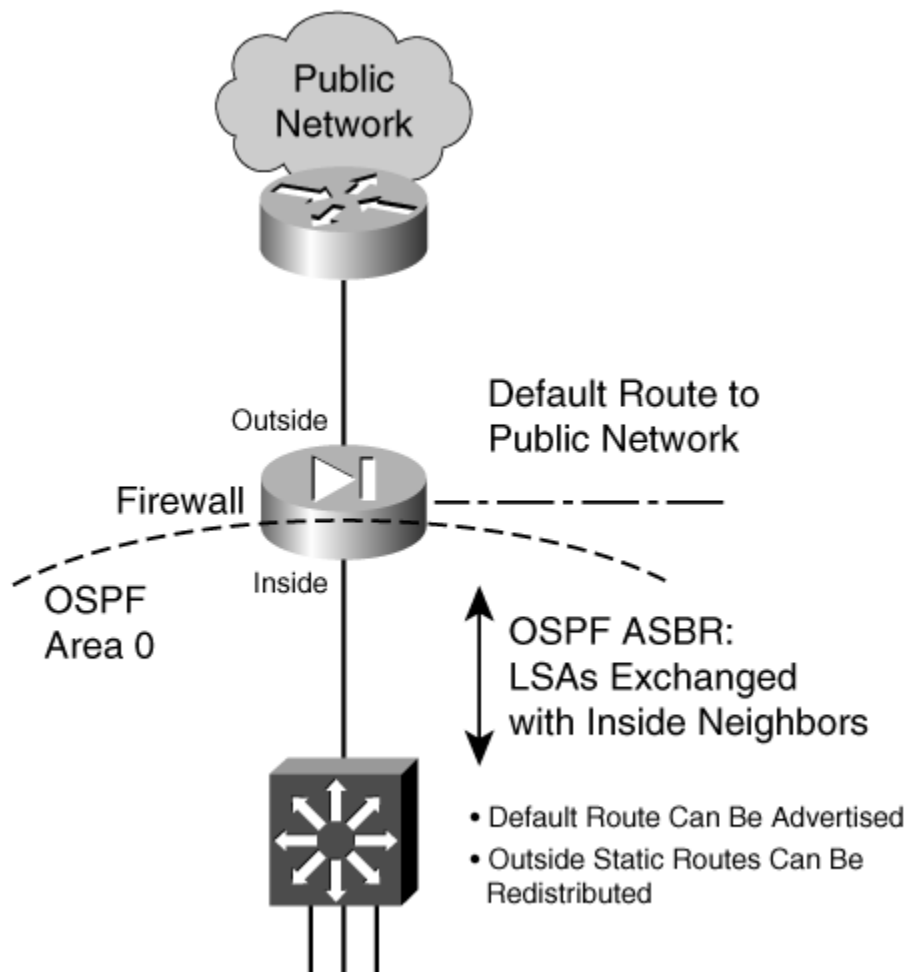 Public
Network
Outside
Default Route to
Public Network
Firewall
Inside
OSPF
Area 0
OSPF ASBR:
LSAs Exchanged
with Inside Neighbors
• Default Route Can Be Advertised
• Outside Static Routes Can Be
Redistributed